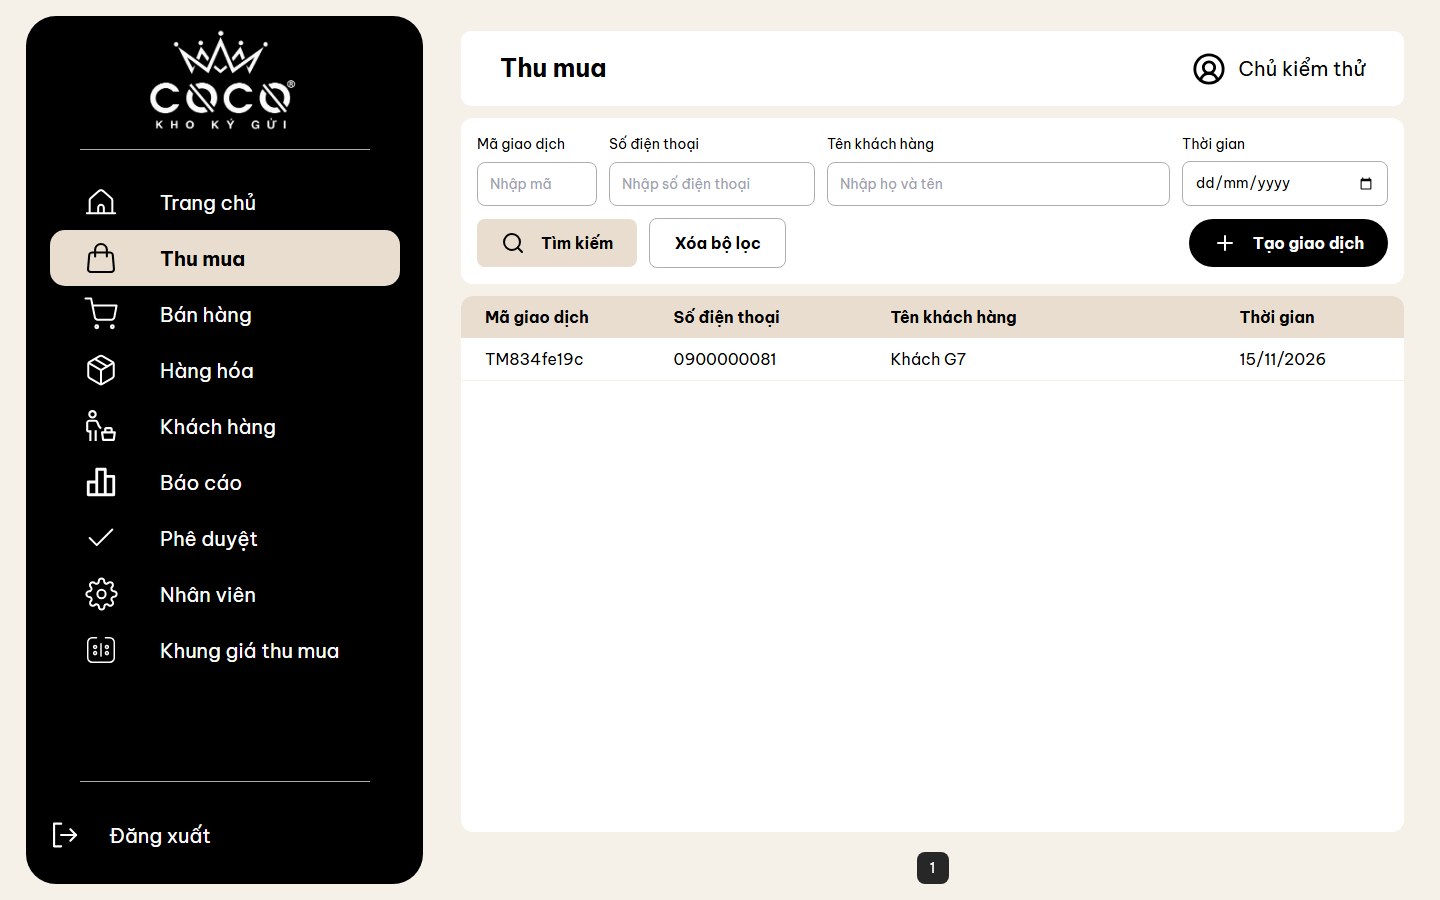 COCO®
KHO KÝ GỬI
Trang chủ
Thu mua
Bán hàng
Hàng hóa
Khách hàng
Báo cáo
Phê duyệt
Nhân viên
Khung giá thu mua
Đăng xuất
Thu mua
Chủ kiểm thử
Mã giao dịch Số điện thoại Tên khách hàng Thời gian
Nhập mã Nhập số điện thoại Nhập họ và tên dd/mm/yyyy
Tìm kiếm Xóa bộ lọc Tạo giao dịch
Mã giao dịch Số điện thoại Tên khách hàng Thời gian
TM834fe19c 0900000081 Khách G7 15/11/2026
1